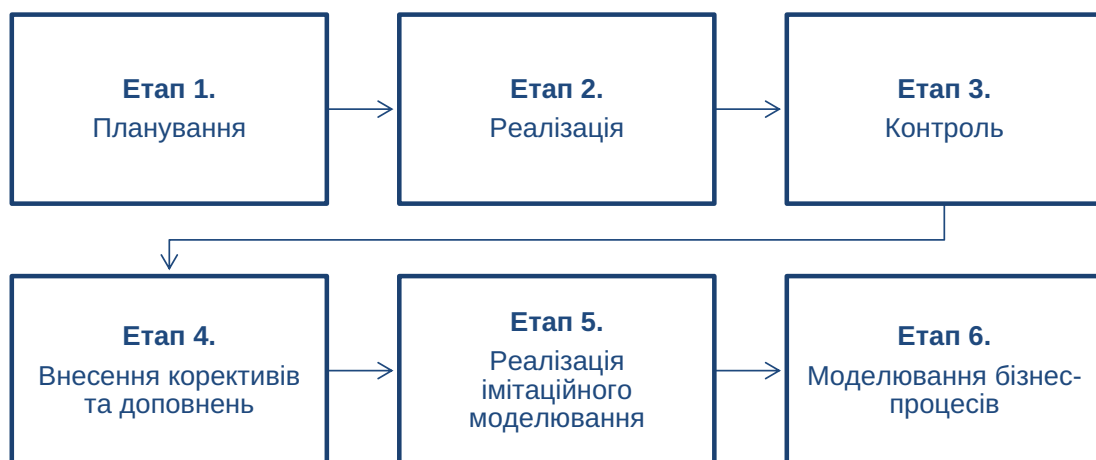 Етап 1.
Планування
Етап 2.
Реалізація
Етап 3.
Контроль
Етап 4.
Внесення корективів
та доповнень
Етап 5.
Реалізація
імітаційного
моделювання
Етап 6.
Моделювання бізнес-
процесів